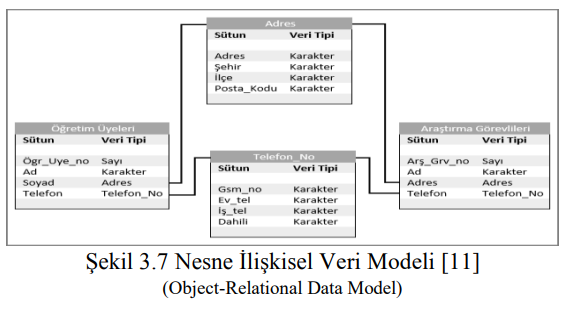 Adres
Sütun Veri Tipi
Adres Karakter
Şehir Karakter
İlçe Karakter
Posta_Kodu Karakter
Öğretim Üyeleri
Sütun Veri Tipi
Ögr_Uye_no Sayı
Ad Karakter
Soyad Adres
Telefon Telefon_No
Telefon_No
Sütun Veri Tipi
Gsm_no Karakter
Ev_tel Karakter
İş_tel Karakter
Dahili Karakter
Araştırma Görevlileri
Sütun Veri Tipi
Arş_Grv_no Sayı
Ad Karakter
Adres Adres
Telefon Telefon_No
Şekil 3.7 Nesne İlişkisel Veri Modeli [11]
(Object-Relational Data Model)